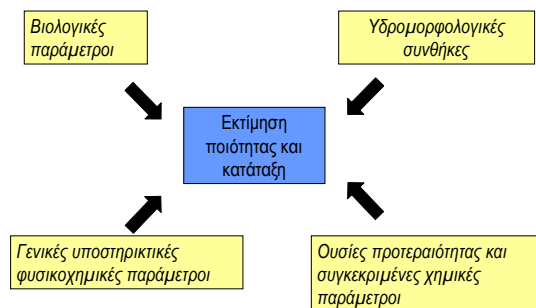 Βιολογικές
παράμετροι
Υδρομορφολογικές
συνθήκες
Εκτίμηση
ποιότητας και
κατάταξη
Γενικές υποστηρικτικές
φυσικοχημικές παράμετροι
Ουσίες προτεραιότητας και
συγκεκριμένες χημικές
παράμετροι